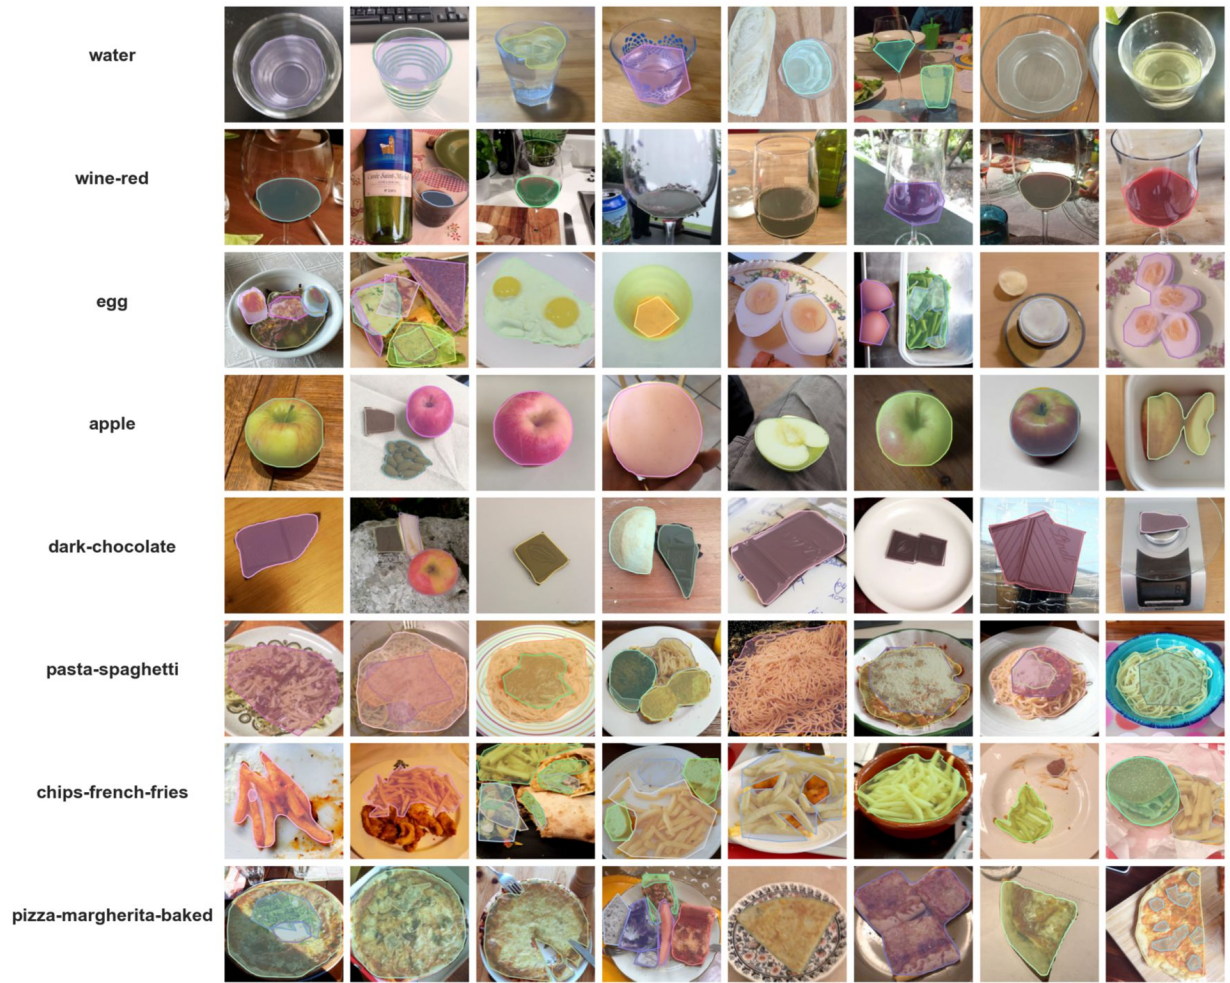 water
wine-red
egg
apple
dark-chocolate
pasta-spaghetti
chips-french-fries
pizza-margherita-baked